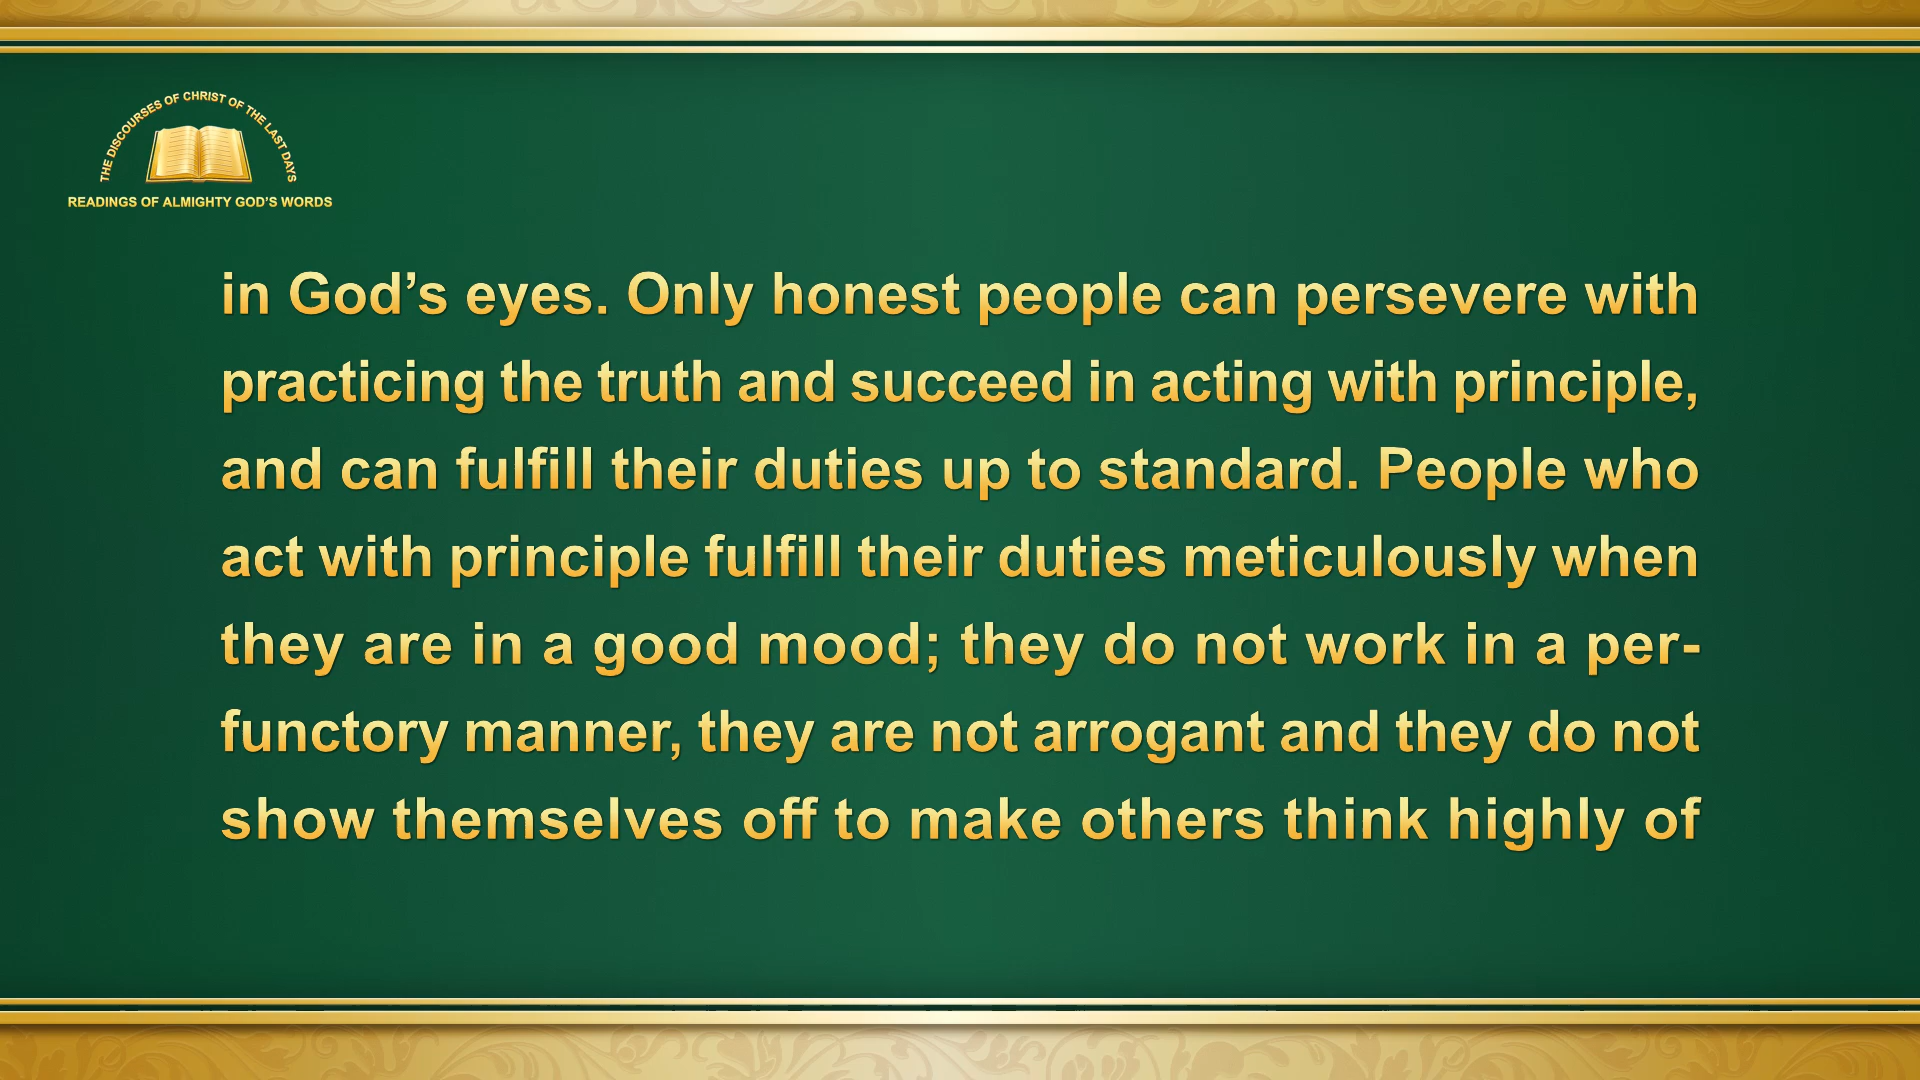 THE DISCOURSES OF CHRIST OF THE LAST DAYS
READINGS OF ALMIGHTY GOD’S WORDS
in God’s eyes. Only honest people can persevere with
practicing the truth and succeed in acting with principle,
and can fulfill their duties up to standard. People who
act with principle fulfill their duties meticulously when
they are in a good mood; they do not work in a per-
functory manner, they are not arrogant and they do not
show themselves off to make others think highly of